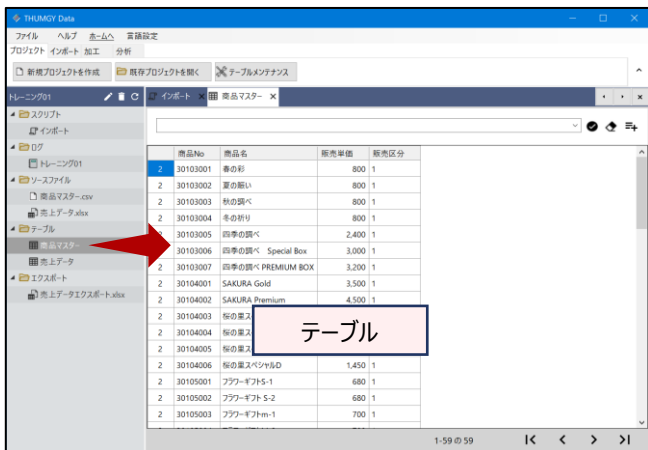 THUMGY Data
ファイル ヘルプ ホームへ 言語設定
プロジェクト インポート 加工 分析
新規プロジェクトを作成 既存プロジェクトを開く テーブルメンテナンス
トレーニング01 インポート 商品マスター
スクリプト
インポート
ログ
トレーニング01
ソースファイル
商品マスター.csv
売上データ.xlsx
テーブル
商品マスター
売上データ
エクスポート
売上データエクスポート.xlsx
商品No 商品名 販売単価 販売区分
2 30103001 春の彩 800 1
2 30103002 夏の賑い 800 1
2 30103003 秋の調べ 800 1
2 30103004 冬の祈り 800 1
2 30103005 四季の調べ 2,400 1
30103006 四季の調べ Special Box 3,000 1
2 30103007 四季の調べ PREMIUM BOX 3,200 1
2 30104001 SAKURA Gold 3,500 1
2 30104002 SAKURA Premium 4,500 1
2 30104003 桜の里ス
2 30104004 桜の里ス
2 30104005 桜の里ス
2 30104006 桜の里スペシャルD 1,450 1
2 30105001 フラワーギフトS-1 680 1
2 30105002 フラワーギフト S-2 680 1
2 30105003 フラワーギフトm-1 700 1
テーブル
1-59 の 59